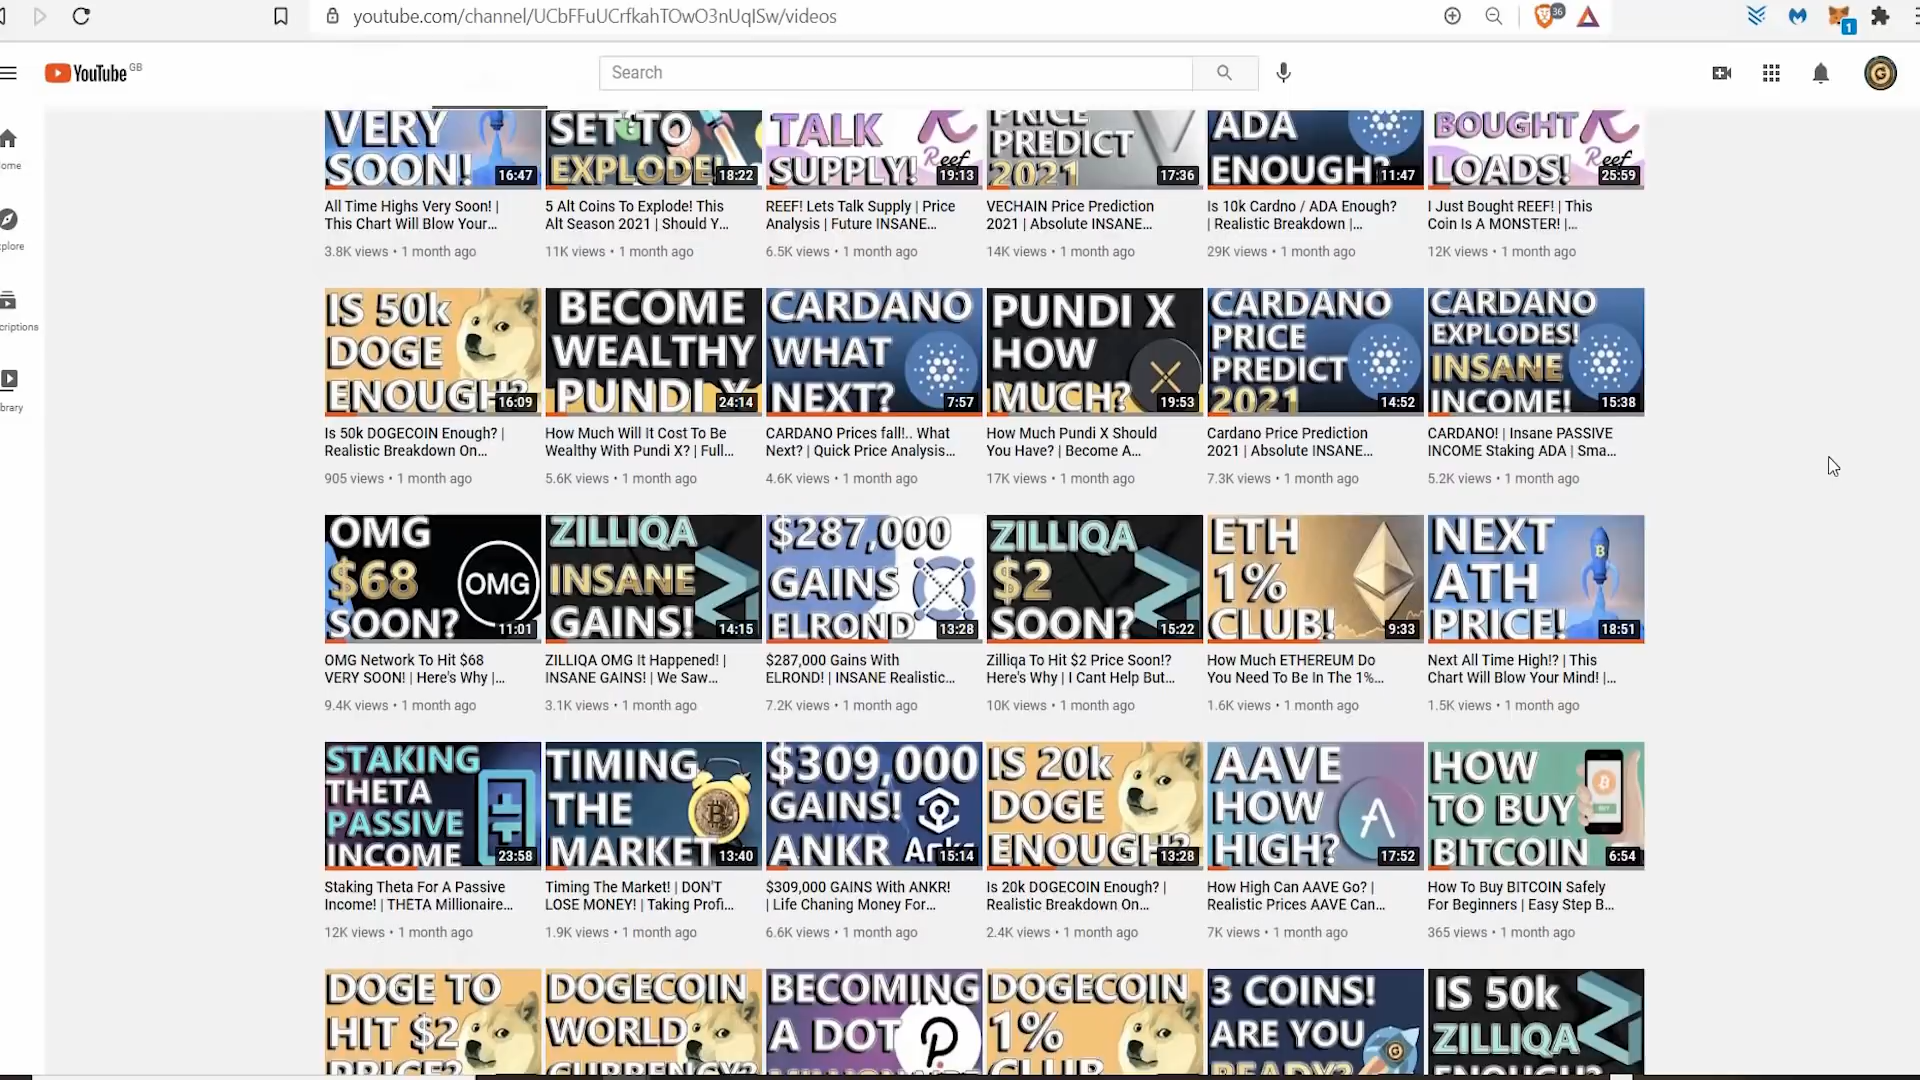 youtube.com/channel/UCbFFuUCrfkahTOwO3nUqISw/videos
36
1
YouTube GB
Search
ome
plore
criptions
brary
VERY
SOON!
16:47
SET TO
EXPLODE!
18:22
TALK
SUPPLY!
Reef
19:13
PRICE
PREDICT
2021
17:36
ADA
ENOUGH?
11:47
BOUGHT
LOADS!
Reef
25:59
All Time Highs Very Soon! |
This Chart Will Blow Your...
3.8K views • 1 month ago
5 Alt Coins To Explode! This
Alt Season 2021 | Should Y...
11K views • 1 month ago
REEF! Lets Talk Supply | Price
Analysis | Future INSANE...
6.5K views • 1 month ago
VECHAIN Price Prediction
2021 | Absolute INSANE...
14K views • 1 month ago
Is 10k Cardno / ADA Enough?
| Realistic Breakdown |...
29K views • 1 month ago
I Just Bought REEF! | This
Coin Is A MONSTER! |...
12K views • 1 month ago
IS 50k
DOGE
ENOUGH?
16:09
BECOME
WEALTHY
PUNDI X
24:14
CARDANO
WHAT
NEXT?
7:57
PUNDI X
HOW
MUCH?
19:53
CARDANO
PRICE
PREDICT
2021
14:52
CARDANO
EXPLODES!
INSANE
INCOME!
15:38
Is 50k DOGECOIN Enough? |
Realistic Breakdown On...
905 views • 1 month ago
How Much Will It Cost To Be
Wealthy With Pundi X? | Full...
5.6K views • 1 month ago
CARDANO Prices fall!.. What
Next? | Quick Price Analysis...
4.6K views • 1 month ago
How Much Pundi X Should
You Have? | Become A...
17K views • 1 month ago
Cardano Price Prediction
2021 | Absolute INSANE...
7.3K views • 1 month ago
CARDANO! | Insane PASSIVE
INCOME Staking ADA | Sma...
5.2K views • 1 month ago
OMG
$68
SOON?
OMG
11:01
ZILLIQA
INSANE
GAINS!
14:15
$287,000
GAINS
ELROND
13:28
ZILLIQA
$2
SOON?
15:22
ETH
1%
CLUB!
9:33
NEXT
ATH
PRICE!
18:51
OMG Network To Hit $68
VERY SOON! | Here's Why |...
9.4K views • 1 month ago
ZILLIQA OMG It Happened! |
INSANE GAINS! | We Saw...
3.1K views • 1 month ago
$287,000 Gains With
ELROND! | INSANE Realistic...
7.2K views • 1 month ago
Zilliqa To Hit $2 Price Soon!?
Here's Why | I Cant Help But...
10K views • 1 month ago
How Much ETHEREUM Do
You Need To Be In The 1%...
1.6K views • 1 month ago
Next All Time High!? | This
Chart Will Blow Your Mind! |...
1.5K views • 1 month ago
STAKING
THETA
PASSIVE
INCOME
23:58
TIMING
THE
MARKET
13:40
$309,000
GAINS!
ANKR
15:14
IS 20k
DOGE
ENOUGH?
13:28
AAVE
HOW
HIGH?
17:52
HOW
TO BUY
BITCOIN
BUY
6:54
Staking Theta For A Passive
Income! | THETA Millionaire...
12K views • 1 month ago
Timing The Market! | DON'T
LOSE MONEY! | Taking Profi...
1.9K views • 1 month ago
$309,000 GAINS With ANKR!
| Life Chaning Money For...
6.6K views • 1 month ago
Is 20k DOGECOIN Enough? |
Realistic Breakdown On...
2.4K views • 1 month ago
How High Can AAVE Go? |
Realistic Prices AAVE Can...
7K views • 1 month ago
How To Buy BITCOIN Safely
For Beginners | Easy Step B...
365 views • 1 month ago
DOGE TO
HIT $2
PRICE?
DOGECOIN
WORLD
CURRENCY?
BECOMING
A DOT
MILLIONAIRE
DOGECOIN
1%
CLUB
3 COINS!
ARE YOU
READY?
IS 50k
ZILLIQA
ENOUGH?